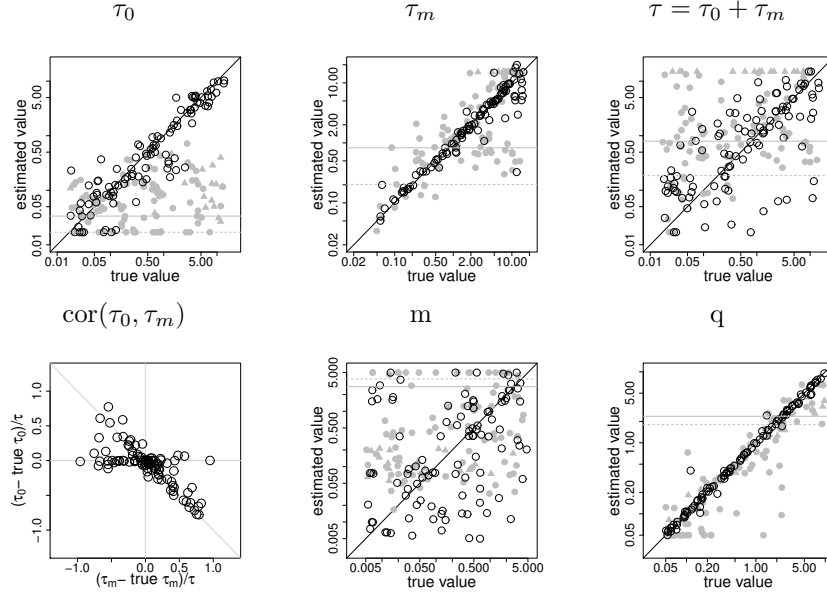 τ₀ τₘ τ = τ₀ + τₘ
estimated value
0.01 0.05 0.50 5.00
0.01 0.05 0.50 5.00
true value
estimated value
0.02 0.10 0.50 2.00 10.00
0.02 0.10 0.50 2.00 10.00
true value
estimated value
0.01 0.05 0.50 5.00
0.01 0.05 0.50 5.00
true value
cor(τ₀, τₘ) m q
(τ₀− true τ₀)/τ
−1.0 0.0 1.0
−1.0 0.0 0.5 1.0
(τₘ− true τₘ)/τ
estimated value
0.005 0.050 0.500 5.000
0.005 0.050 0.500 5.000
true value
estimated value
0.05 0.20 1.00 5.00
0.05 0.20 1.00 5.00
true value